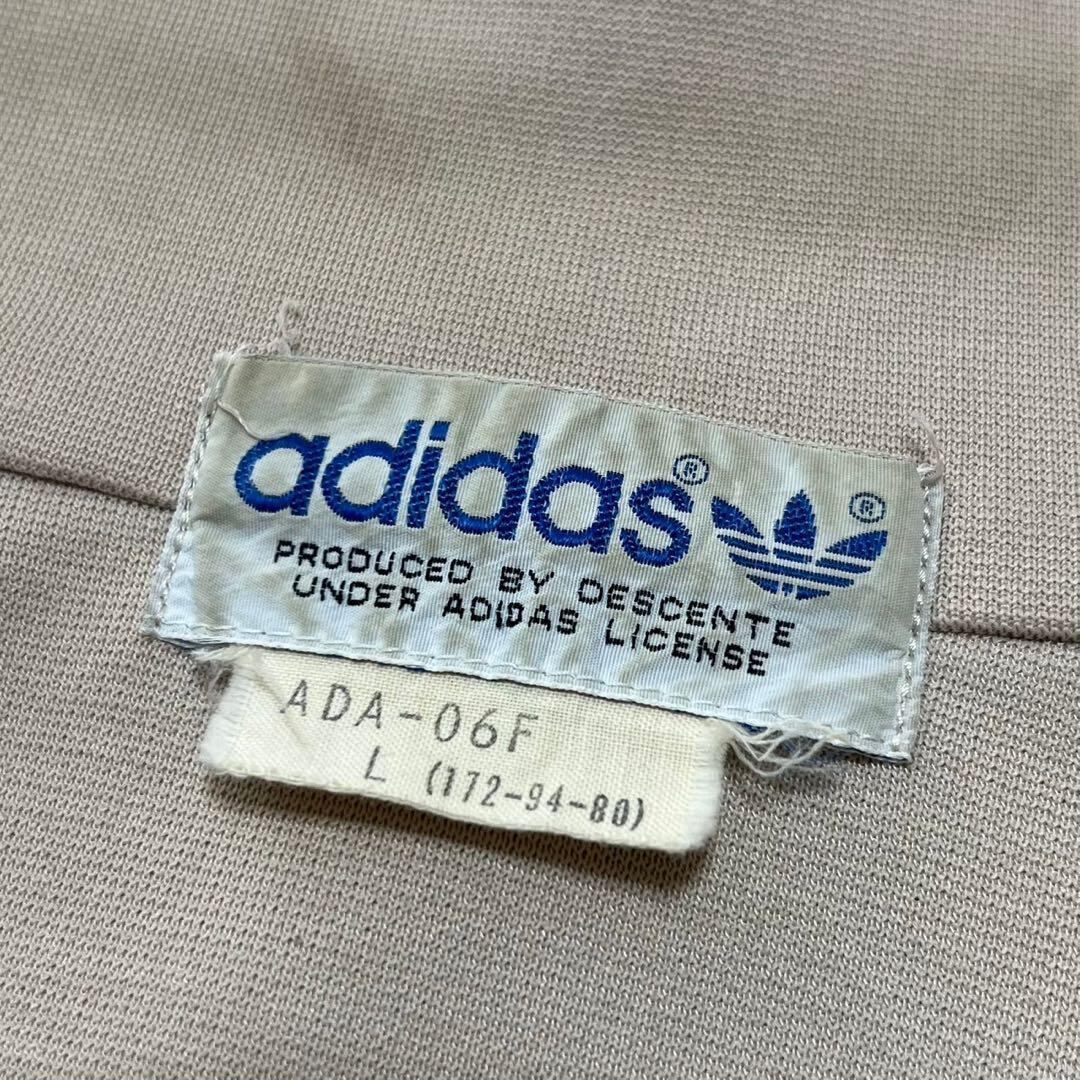 adidas®
®
PRODUCED BY DESCENTE
UNDER ADIDAS LICENSE
ADA-06F
L (172-94-80)